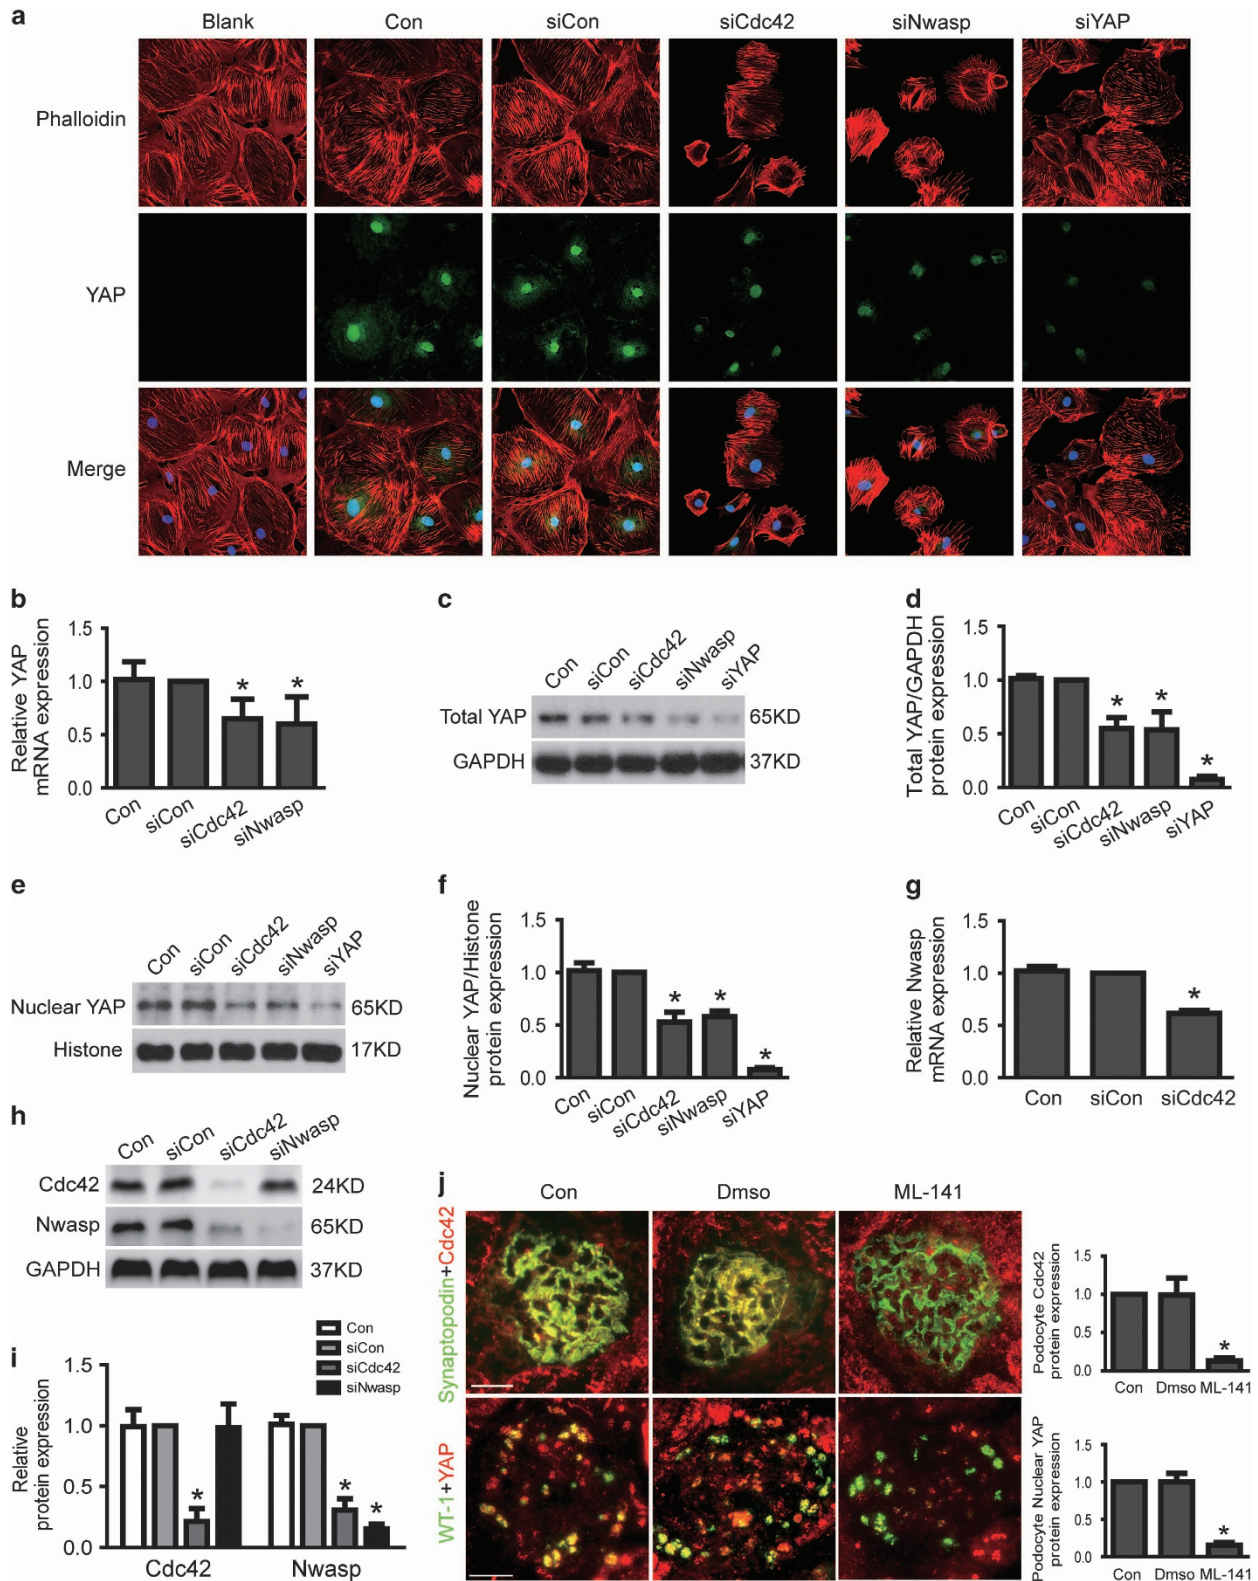 a
Blank Con siCon siCdc42 siNwasp siYAP
Phalloidin
YAP
Merge
b
Relative YAP
mRNA expression
1.5
1.0
0.5
0.0
* *
Con siCon siCdc42 siNwasp
c
Con siCon siCdc42 siNwasp siYAP
Total YAP 65KD
GAPDH 37KD
d
Total YAP/GAPDH
protein expression
1.5
1.0
0.5
0.0
* * *
Con siCon siCdc42 siNwasp siYAP
e
Con siCon siCdc42 siNwasp siYAP
Nuclear YAP 65KD
Histone 17KD
f
Nuclear YAP/Histone
protein expression
1.5
1.0
0.5
0.0
* * *
Con siCon siCdc42 siNwasp siYAP
g
Relative Nwasp
mRNA expression
1.5
1.0
0.5
0.0
*
Con siCon siCdc42
h
Con siCon siCdc42 siNwasp
Cdc42 24KD
Nwasp 65KD
GAPDH 37KD
i
Con
siCon
siCdc42
siNwasp
Relative
protein expression
1.5
1.0
0.5
0.0
* * *
Cdc42 Nwasp
j
Con Dmso ML-141
Synaptopodin+Cdc42
WT-1+YAP
Podocyte Cdc42
protein expression
1.5
1.0
0.5
0.0
*
Con Dmso ML-141
Podocyte Nuclear YAP
protein expression
1.5
1.0
0.5
0.0
*
Con Dmso ML-141